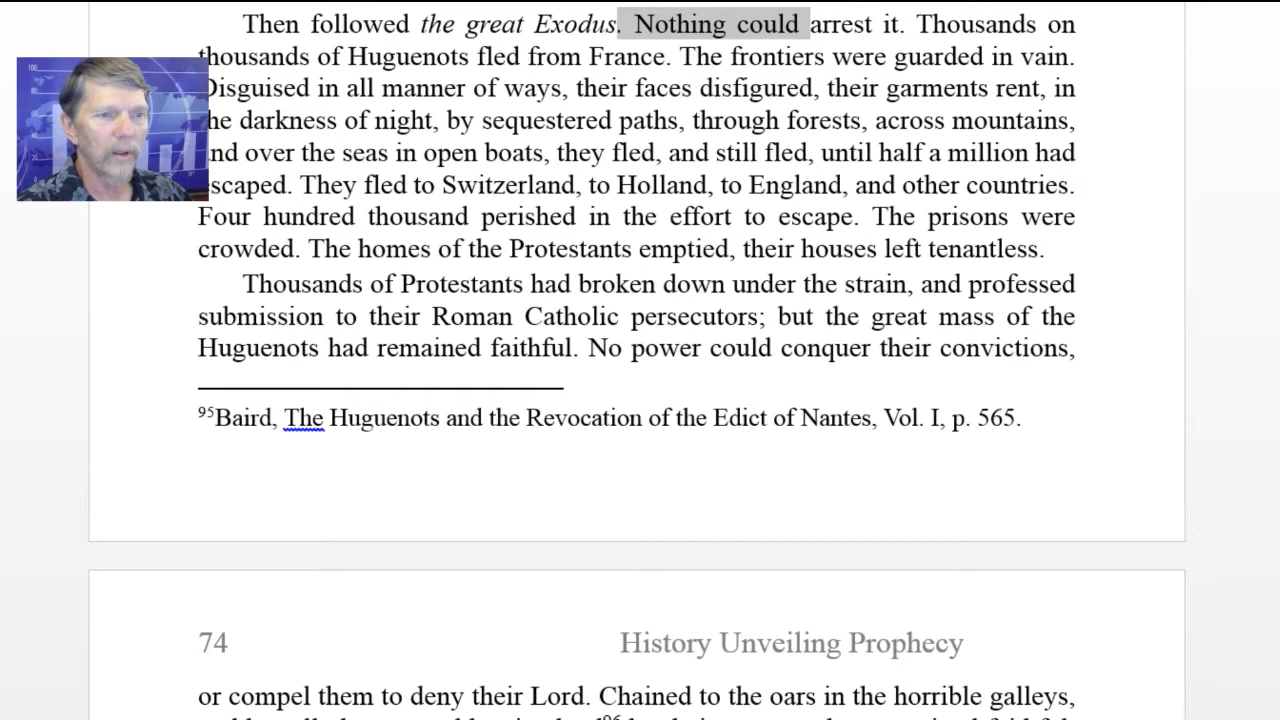 Then followed the great Exodus. Nothing could arrest it. Thousands on
thousands of Huguenots fled from France. The frontiers were guarded in vain.
Disguised in all manner of ways, their faces disfigured, their garments rent, in
the darkness of night, by sequestered paths, through forests, across mountains,
and over the seas in open boats, they fled, and still fled, until half a million had
escaped. They fled to Switzerland, to Holland, to England, and other countries.
Four hundred thousand perished in the effort to escape. The prisons were
crowded. The homes of the Protestants emptied, their houses left tenantless.
Thousands of Protestants had broken down under the strain, and professed
submission to their Roman Catholic persecutors; but the great mass of the
Huguenots had remained faithful. No power could conquer their convictions,
95Baird, The Huguenots and the Revocation of the Edict of Nantes, Vol. I, p. 565.
74 History Unveiling Prophecy
or compel them to deny their Lord. Chained to the oars in the horrible galleys,